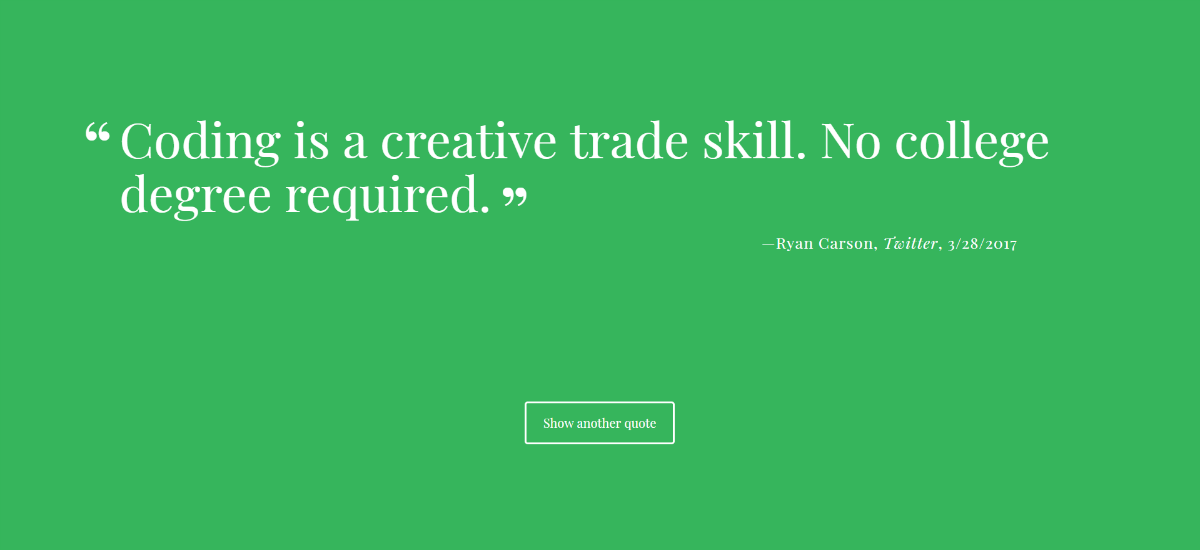 “ Coding is a creative trade skill. No college
degree required. ”
—Ryan Carson, Twitter, 3/28/2017
Show another quote